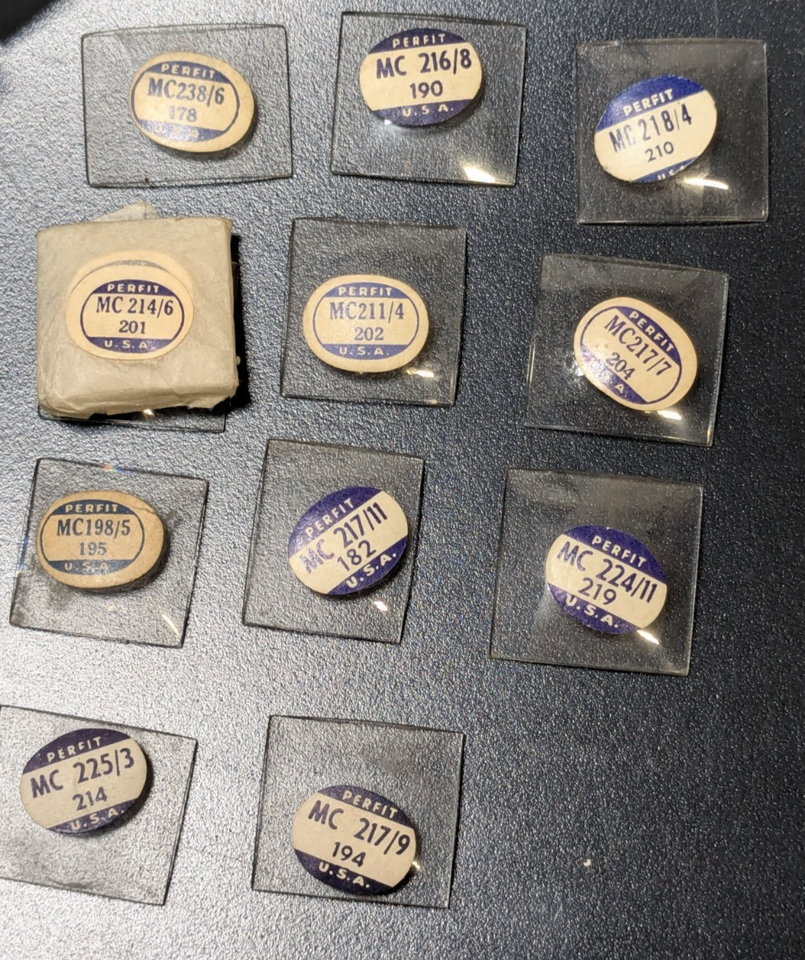 PERFIT
MC238/6
178
U.S.A.
PERFIT
MC 216/8
190
U.S.A.
PERFIT
MC 218/4
210
U.S.A.
PERFIT
MC 214/6
201
U.S.A.
PERFIT
MC211/4
202
U.S.A.
PERFIT
MC217/7
204
U.S.A.
PERFIT
MC198/5
195
U.S.A.
PERFIT
MC 217/11
182
U.S.A.
PERFIT
MC 224/11
219
U.S.A.
PERFIT
MC 225/3
214
U.S.A.
PERFIT
MC 217/9
194
U.S.A.